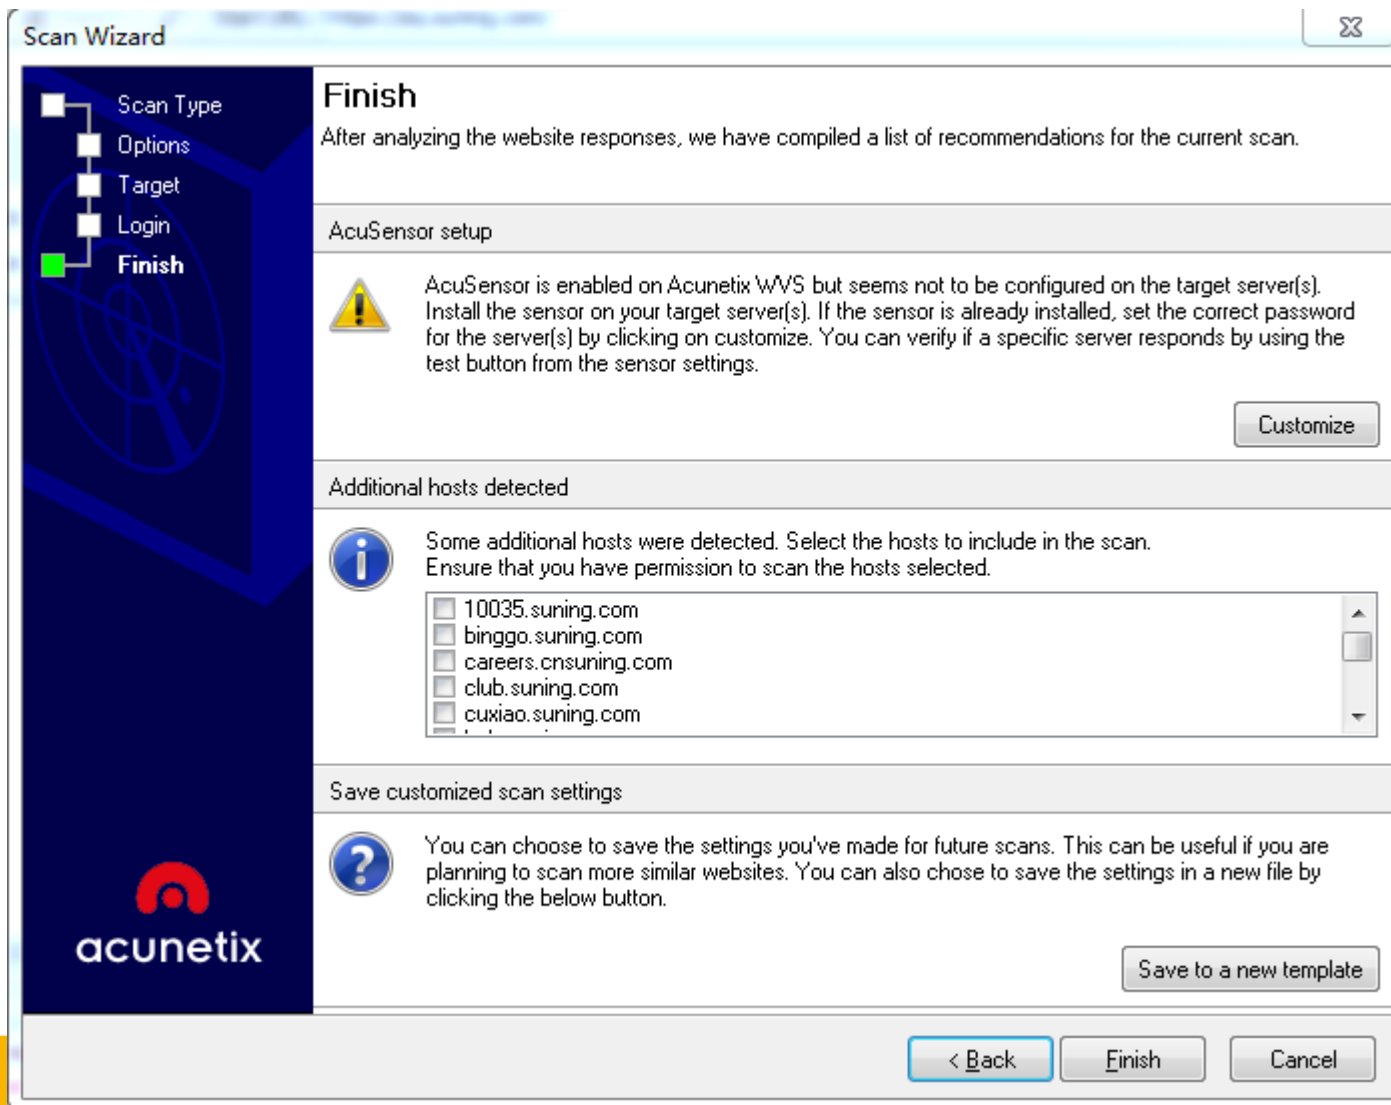 Scan Wizard
Scan Type
Options
Target
Login
Finish
acunetix
Finish
After analyzing the website responses, we have compiled a list of recommendations for the current scan.
AcuSensor setup
AcuSensor is enabled on Acunetix WVS but seems not to be configured on the target server(s).
Install the sensor on your target server(s). If the sensor is already installed, set the correct password
for the server(s) by clicking on customize. You can verify if a specific server responds by using the
test button from the sensor settings.
Customize
Additional hosts detected
Some additional hosts were detected. Select the hosts to include in the scan.
Ensure that you have permission to scan the hosts selected.
10035.suning.com
binggo.suning.com
careers.cnsuning.com
club.suning.com
cuxiao.suning.com
Save customized scan settings
You can choose to save the settings you've made for future scans. This can be useful if you are
planning to scan more similar websites. You can also chose to save the settings in a new file by
clicking the below button.
Save to a new template
< Back
Finish
Cancel